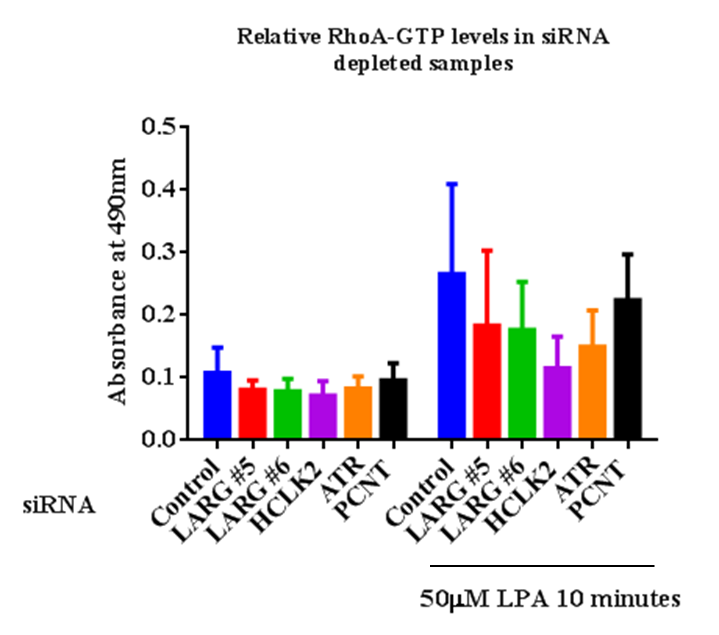 Relative RhoA-GTP levels in siRNA
depleted samples
Absorbance at 490nm
0.5
0.4
0.3
0.2
0.1
0.0
Control
LARG #5
LARG #6
HCLK2
ATR
PCNT
Control
LARG #5
LARG #6
HCLK2
ATR
PCNT
siRNA
50µM LPA 10 minutes